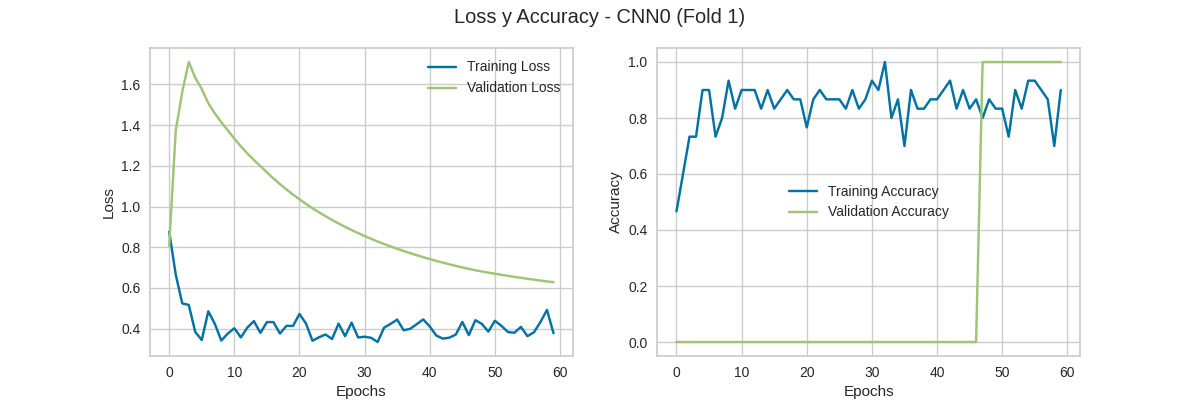 Loss y Accuracy - CNN0 (Fold 1)
Training Loss
Validation Loss
1.6
1.4
1.2
1.0
0.8
0.6
0.4
Loss
0 10 20 30 40 50 60
Epochs
1.0
0.8
0.6
0.4
0.2
0.0
Accuracy
Training Accuracy
Validation Accuracy
0 10 20 30 40 50 60
Epochs